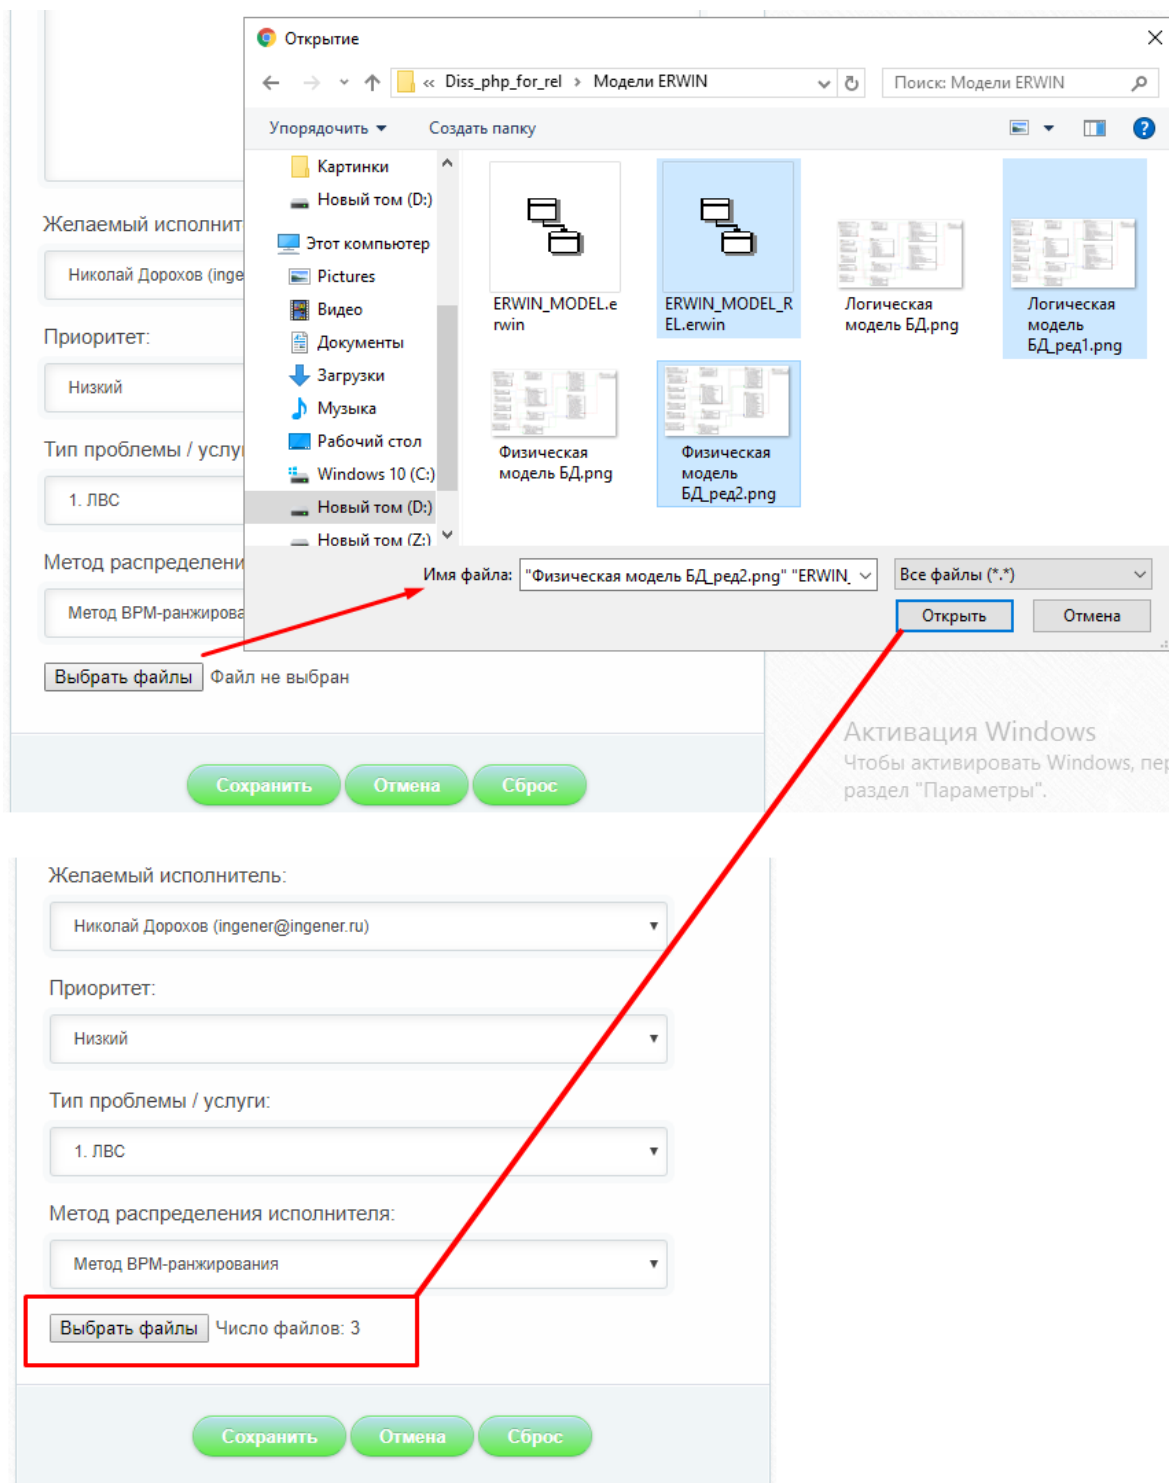 Открытие
« Diss_php_for_rel › Модели ERWIN
Поиск: Модели ERWIN
Упорядочить
Создать папку
Картинки
Новый том (D:)
Этот компьютер
Pictures
Видео
Документы
Загрузки
Музыка
Рабочий стол
Windows 10 (C:)
Новый том (D:)
Новый том (Z:)
ERWIN_MODEL.e
rwin
ERWIN_MODEL_R
EL.erwin
Логическая
модель БД.png
Логическая
модель
БД_ред1.png
Физическая
модель БД.png
Физическая
модель
БД_ред2.png
Имя файла:
"Физическая модель БД_ред2.png" "ERWIN_
Все файлы (*.*)
Открыть
Отмена
Желаемый исполнит
Николай Дорохов (inge
Приоритет:
Низкий
Тип проблемы / услу
1. ЛВС
Метод распределени
Метод ВРМ-ранжирова
Выбрать файлы Файл не выбран
Активация Windows
Чтобы активировать Windows, пер
раздел "Параметры".
Сохранить Отмена Сброс
Желаемый исполнитель:
Николай Дорохов (ingener@ingener.ru)
Приоритет:
Низкий
Тип проблемы / услуги:
1. ЛВС
Метод распределения исполнителя:
Метод ВРМ-ранжирования
Выбрать файлы Число файлов: 3
Сохранить Отмена Сброс